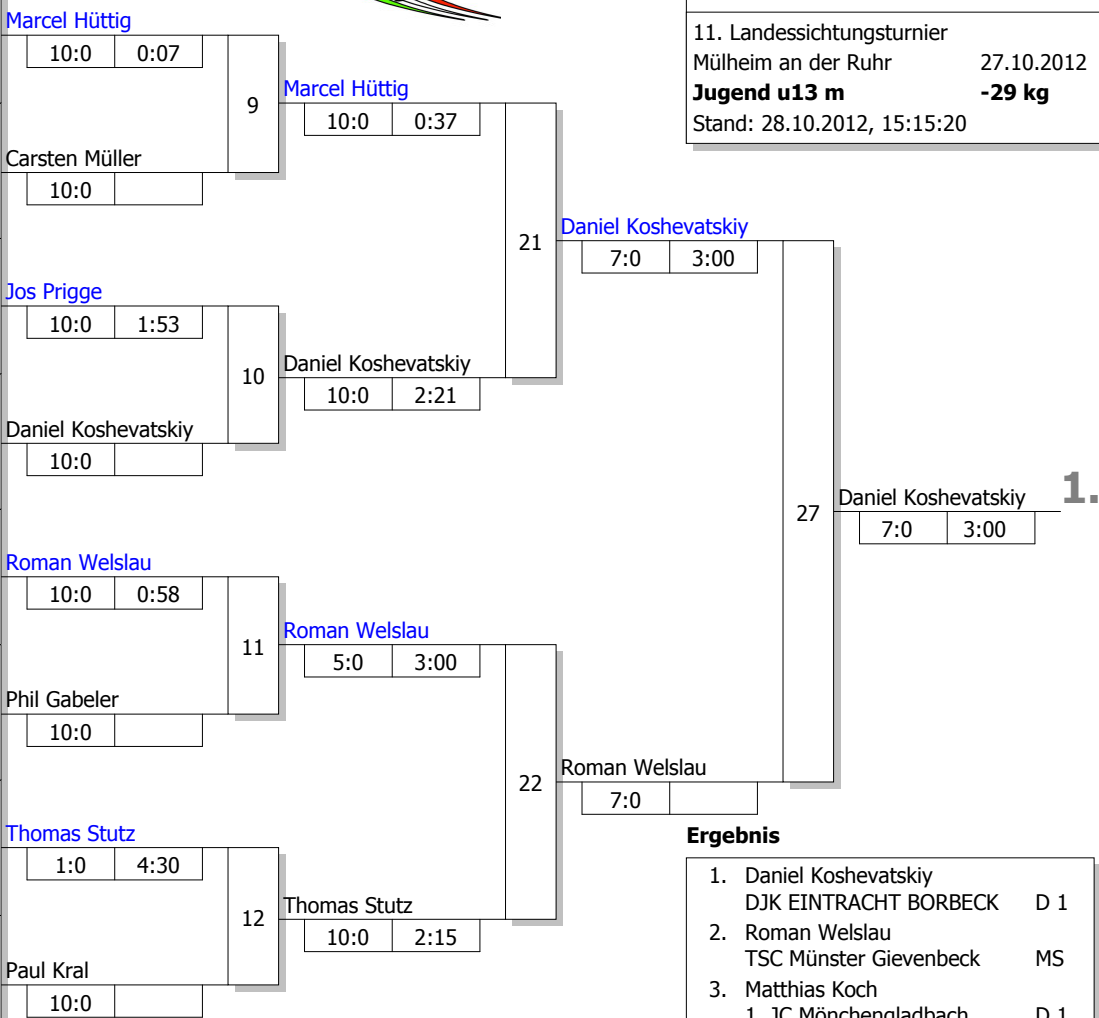 Marcel Hüttig
10:0 0:07
9
Carsten Müller
10:0
Jos Prigge
10:0 1:53
10
Daniel Koshevatskiy
10:0
Roman Welslau
10:0 0:58
11
Phil Gabeler
10:0
Thomas Stutz
1:0 4:30
12
Paul Kral
10:0
Marcel Hüttig
10:0 0:37
21
Daniel Koshevatskiy
10:0 2:21
Roman Welslau
5:0 3:00
22
Thomas Stutz
10:0 2:15
Daniel Koshevatskiy
7:0 3:00
27
Roman Welslau
7:0
Daniel Koshevatskiy 1.
7:0 3:00
11. Landessichtungsturnier
Mülheim an der Ruhr 27.10.2012
Jugend u13 m -29 kg
Stand: 28.10.2012, 15:15:20
Ergebnis
1. Daniel Koshevatskiy
DJK EINTRACHT BORBECK D 1
2. Roman Welslau
TSC Münster Gievenbeck MS
3. Matthias Koch
1. JC Mönchengladbach D 1